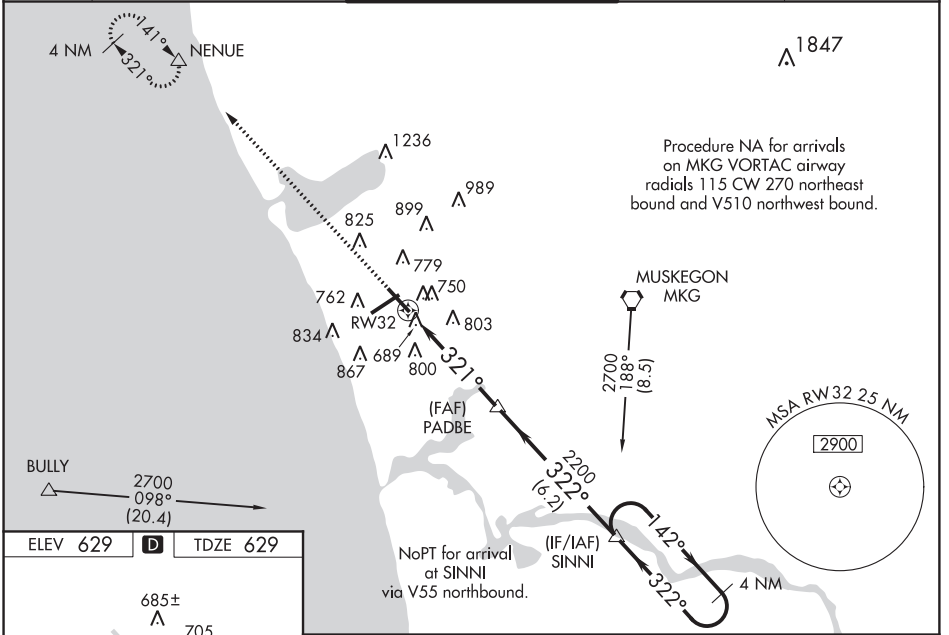 141°
4 NM
NENUE
321°
1847
1236
Procedure NA for arrivals
on MKG VORTAC airway
radials 115 CW 270 northeast
bound and V510 northwest bound.
989
899
825
779
750
MUSKEGON
MKG
762
RW32
803
834
689
867
800
321°
2700
188°
(8.5)
(FAF)
PADBE
MSA RW32 25 NM
2900
BULLY
2700
098°
(20.4)
2200
322°
(6.2)
142°
ELEV 629 D TDZE 629
NoPT for arrival
at SINNI
via V55 northbound.
(IF/IAF)
SINNI
322°
4 NM
685±
705